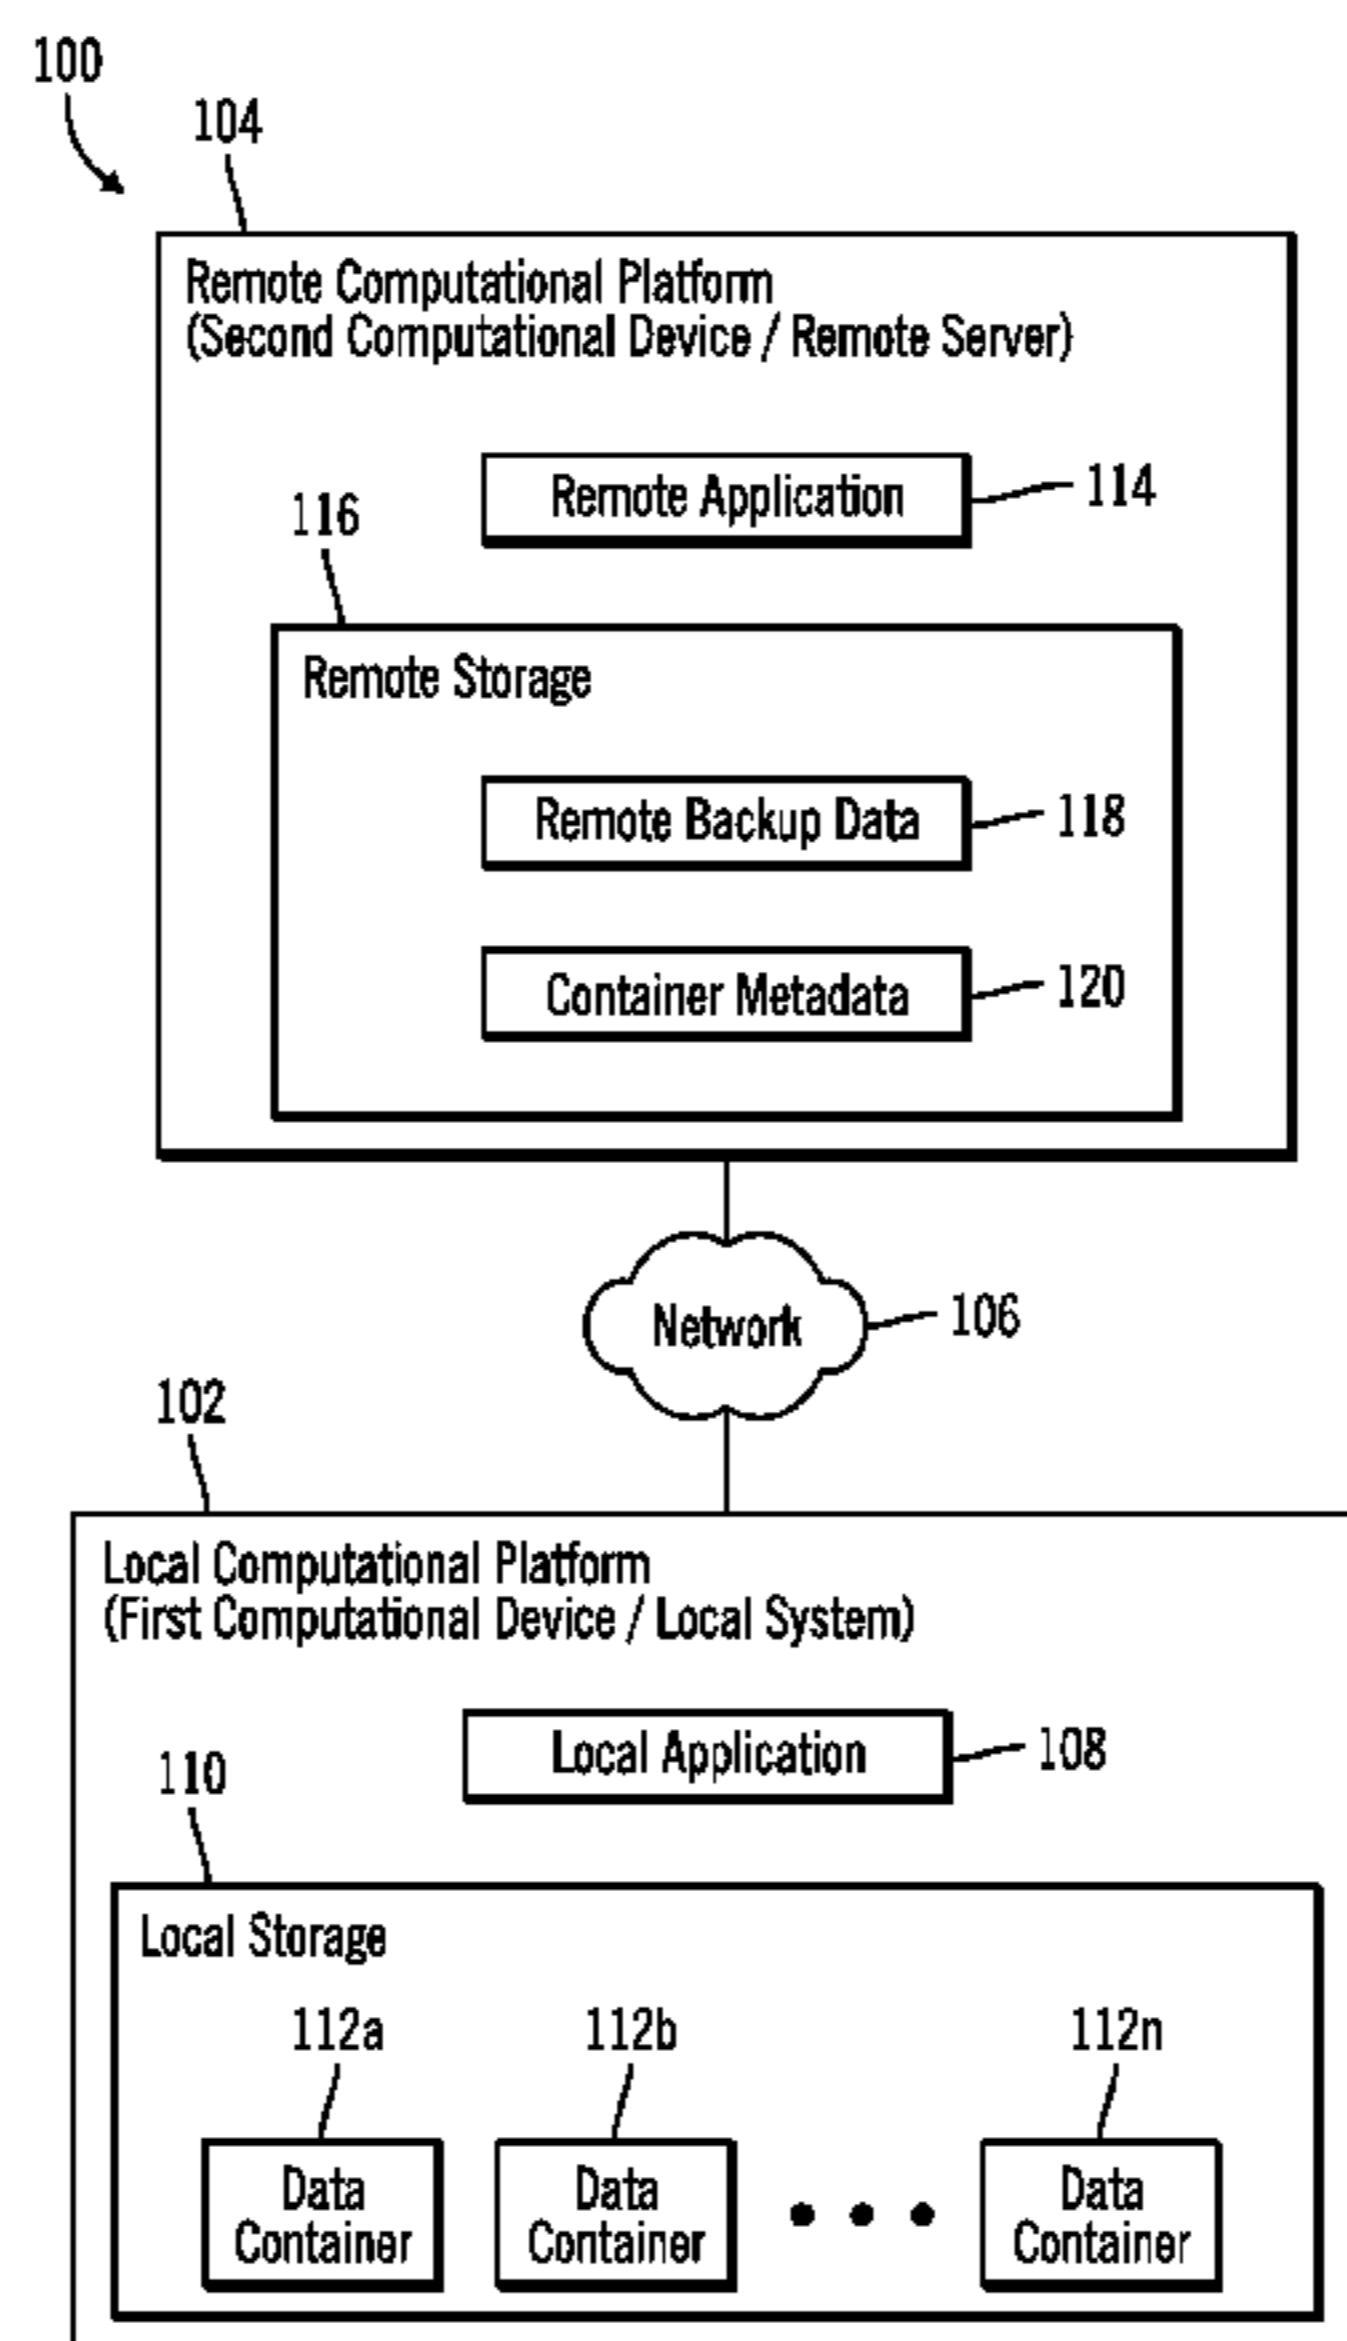 100
104
Remote Computational Platform
(Second Computational Device / Remote Server)
Remote Application
114
116
Remote Storage
Remote Backup Data
118
Container Metadata
120
Network
106
102
Local Computational Platform
(First Computational Device / Local System)
Local Application
108
110
Local Storage
112a
112b
112n
Data
Container
Data
Container
Data
Container